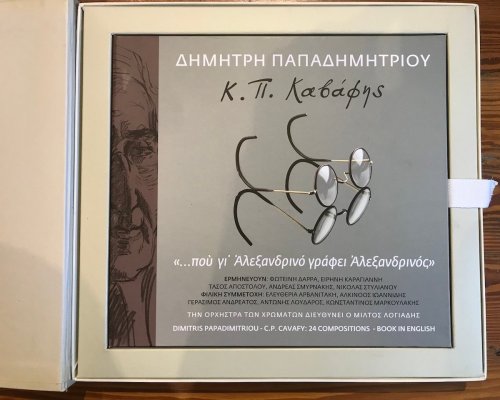 ΔΗΜΗΤΡΗ ΠΑΠΑΔΗΜΗΤΡΙΟΥ
Κ. Π. Καβάφης
«...πού γι᾽ Ἀλεξανδρινό γράφει Ἀλεξανδρινός»
ΕΡΜΗΝΕΥΟΥΝ: ΦΩΤΕΙΝΗ ΔΑΡΡΑ, ΕΙΡΗΝΗ ΚΑΡΑΓΙΑΝΝΗ
ΤΑΣΟΣ ΑΠΟΣΤΟΛΟΥ, ΑΝΔΡΕΑΣ ΣΜΥΡΝΑΚΗΣ, ΝΙΚΟΛΑΣ ΣΤΥΛΙΑΝΟΥ
ΦΙΛΙΚΗ ΣΥΜΜΕΤΟΧΗ: ΕΛΕΥΘΕΡΙΑ ΑΡΒΑΝΙΤΑΚΗ, ΑΛΚΙΝΟΟΣ ΙΩΑΝΝΙΔΗΣ
ΓΕΡΑΣΙΜΟΣ ΑΝΔΡΕΑΤΟΣ, ΑΝΤΩΝΗΣ ΛΟΥΔΑΡΟΣ, ΚΩΝΣΤΑΝΤΙΝΟΣ ΜΑΡΚΟΥΛΑΚΗΣ
ΤΗΝ ΟΡΧΗΣΤΡΑ ΤΩΝ ΧΡΩΜΑΤΩΝ ΔΙΕΥΘΥΝΕΙ Ο ΜΙΛΤΟΣ ΛΟΓΙΑΔΗΣ
DIMITRIS PAPADIMITRIOU - C.P. CAVAFY: 24 COMPOSITIONS - BOOK IN ENGLISH